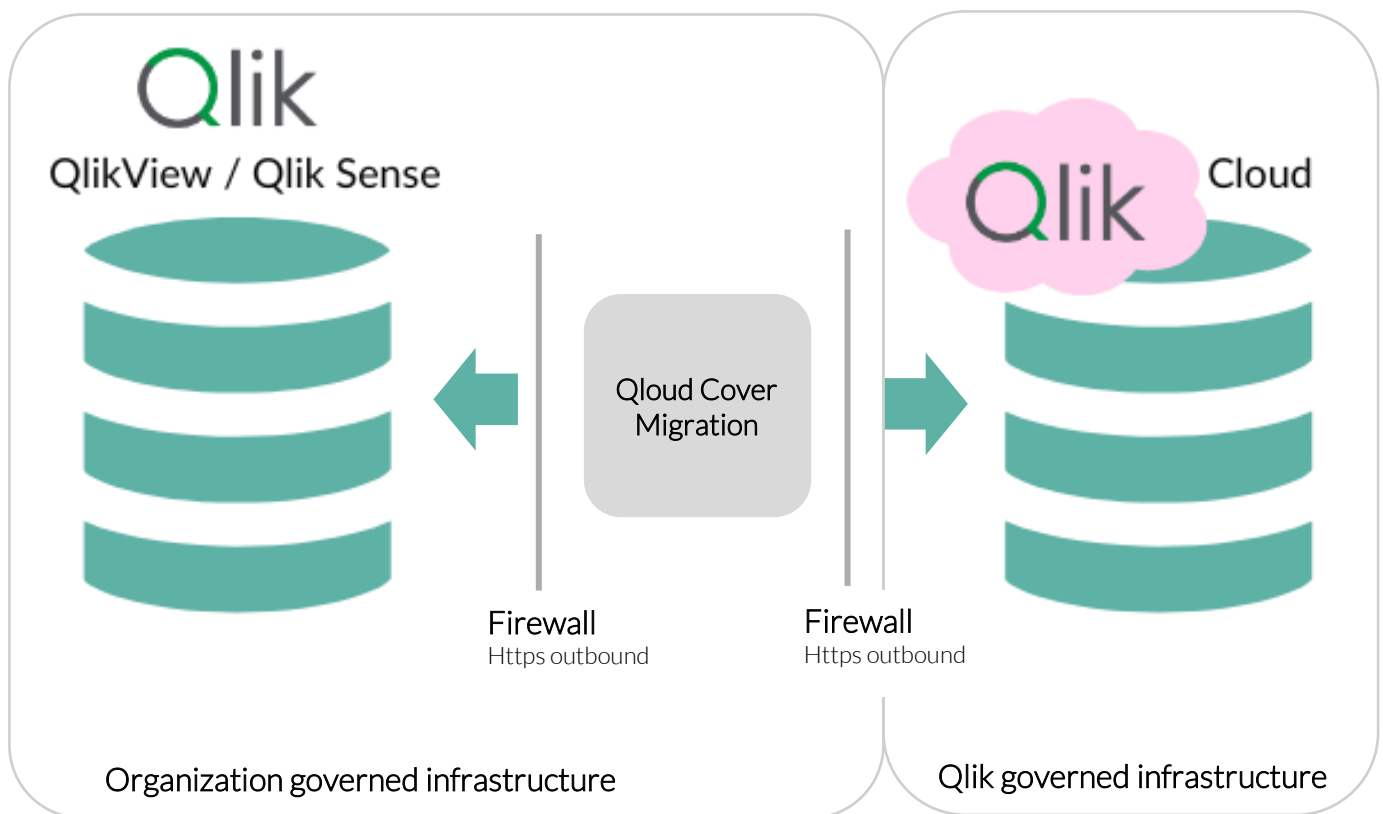 Qlik
QlikView / Qlik Sense
Qlik
Cloud
Qloud Cover
Migration
Firewall
Https outbound
Firewall
Https outbound
Organization governed infrastructure
Qlik governed infrastructure